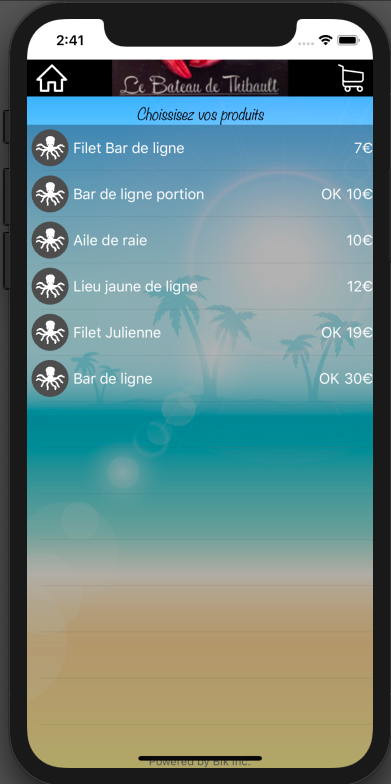 2:41
Le Bateau de Thibault
Choissisez vos produits
Filet Bar de ligne 7€
Bar de ligne portion OK 10€
Aile de raie 10€
Lieu jaune de ligne 12€
Filet Julienne OK 19€
Bar de ligne OK 30€
Powered by Bik Inc.